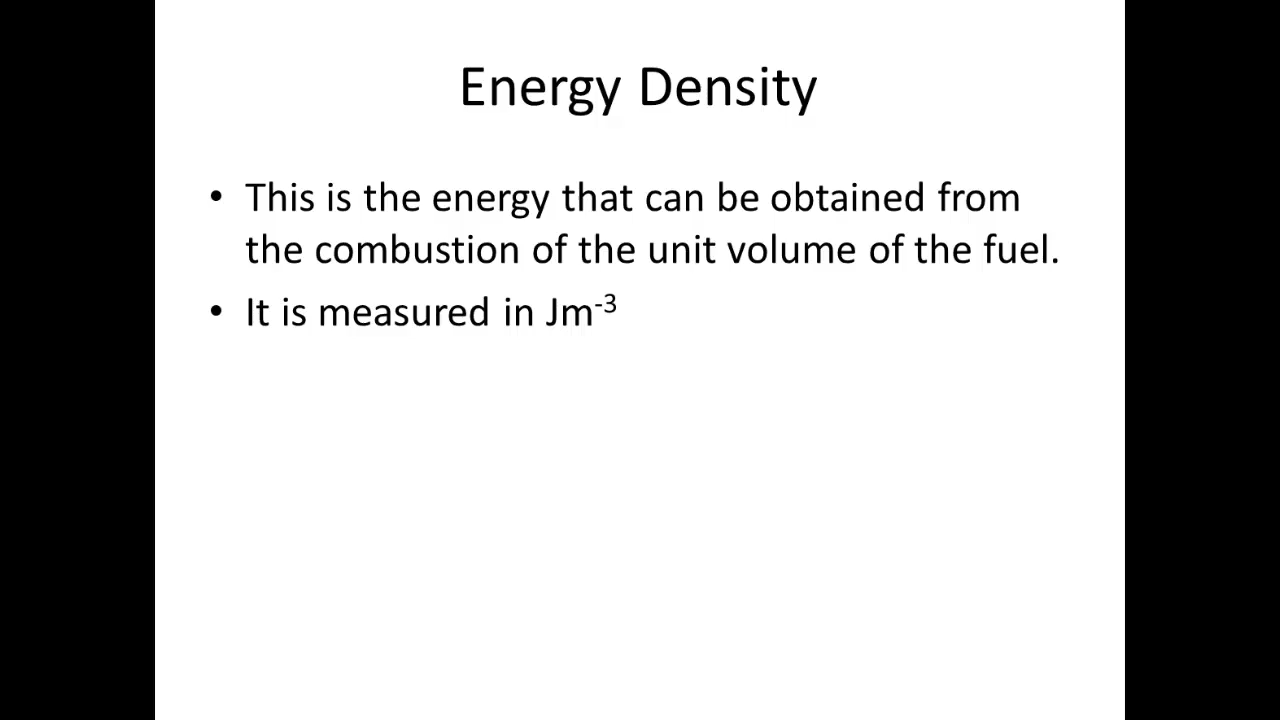 Energy Density
• This is the energy that can be obtained from
the combustion of the unit volume of the fuel.
• It is measured in Jm⁻³